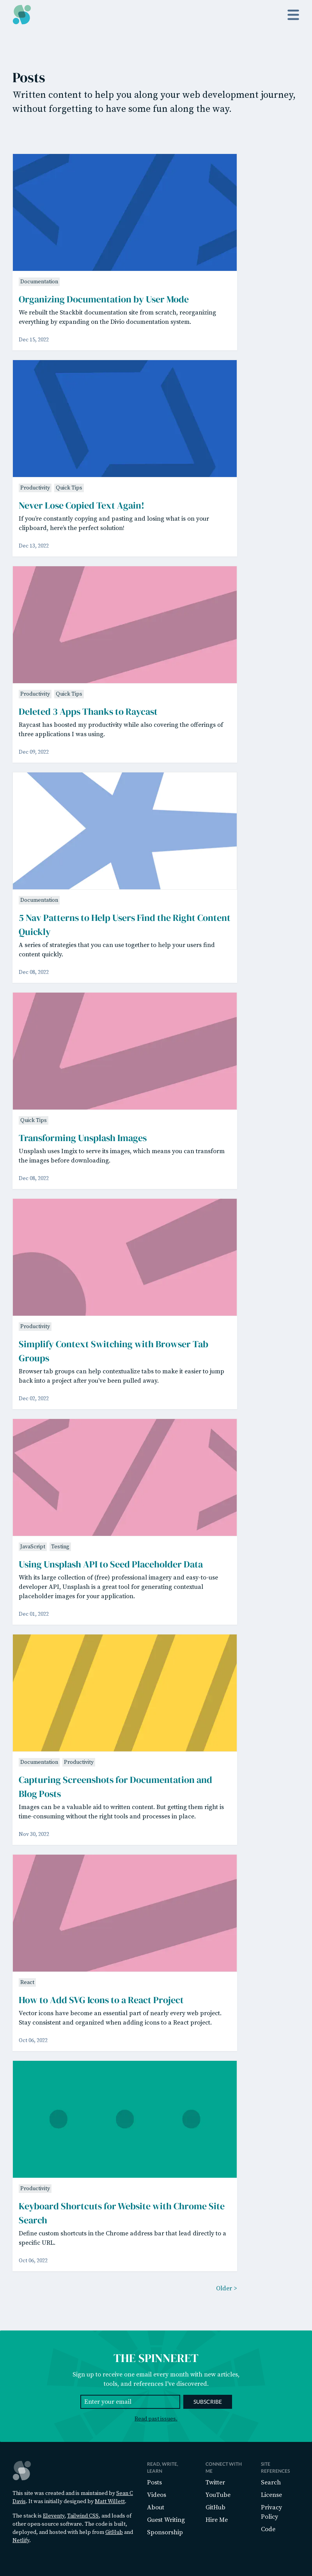 Posts
Written content to help you along your web development journey,
without forgetting to have some fun along the way.
Documentation
Organizing Documentation by User Mode
We rebuilt the Stackbit documentation site from scratch, reorganizing
everything by expanding on the Divio documentation system.
Dec 15, 2022
Productivity Quick Tips
Never Lose Copied Text Again!
If you're constantly copying and pasting and losing what is on your
clipboard, here's the perfect solution!
Dec 13, 2022
Productivity Quick Tips
Deleted 3 Apps Thanks to Raycast
Raycast has boosted my productivity while also covering the offerings of
three applications I was using.
Dec 09, 2022
Documentation
5 Nav Patterns to Help Users Find the Right Content
Quickly
A series of strategies that you can use together to help your users find
content quickly.
Dec 08, 2022
Quick Tips
Transforming Unsplash Images
Unsplash uses Imgix to serve its images, which means you can transform
the images before downloading.
Dec 08, 2022
Productivity
Simplify Context Switching with Browser Tab
Groups
Browser tab groups can help contextualize tabs to make it easier to jump
back into a project after you've been pulled away.
Dec 02, 2022
JavaScript Testing
Using Unsplash API to Seed Placeholder Data
With its large collection of (free) professional imagery and easy-to-use
developer API, Unsplash is a great tool for generating contextual
placeholder images for your application.
Dec 01, 2022
Documentation Productivity
Capturing Screenshots for Documentation and
Blog Posts
Images can be a valuable aid to written content. But getting them right is
time-consuming without the right tools and processes in place.
Nov 30, 2022
React
How to Add SVG Icons to a React Project
Vector icons have become an essential part of nearly every web project.
Stay consistent and organized when adding icons to a React project.
Oct 06, 2022
Productivity
Keyboard Shortcuts for Website with Chrome Site
Search
Define custom shortcuts in the Chrome address bar that lead directly to a
specific URL.
Oct 06, 2022
Older >
THE SPINNERET
Sign up to receive one email every month with new articles,
tools, and references I've discovered.
Enter your email SUBSCRIBE
Read past issues.
This site was created and is maintained by Sean C
Davis. It was initially designed by Matt Willett.
The stack is Eleventy, Tailwind CSS, and loads of
other open source software. The code is built,
deployed, and hosted with help from GitHub and
Netlify.
READ, WRITE,
LEARN
Posts
Videos
About
Guest Writing
Sponsorship
CONNECT WITH
ME
Twitter
YouTube
GitHub
Hire Me
SITE
REFERENCES
Search
License
Privacy
Policy
Code